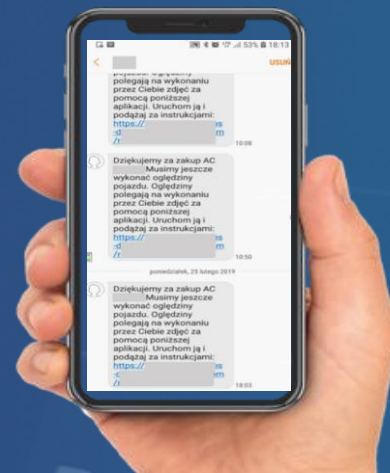 53% 18:13
USUŃ
pojazdu. Oględziny
polegają na wykonaniu
przez Ciebie zdjęć za
pomocą poniższej
aplikacji. Uruchom ją i
podążaj za instrukcjami:
https://
-d m
/r 10:08
Dziękujemy za zakup AC
Musimy jeszcze
wykonać oględziny
pojazdu. Oględziny
polegają na wykonaniu
przez Ciebie zdjęć za
pomocą poniższej
aplikacji. Uruchom ją i
podążaj za instrukcjami:
https:// s
-d m
/r 10:50
poniedziałek, 25 lutego 2019
Dziękujemy za zakup AC
Musimy jeszcze
wykonać oględziny
pojazdu. Oględziny
polegają na wykonaniu
przez Ciebie zdjęć za
pomocą poniższej
aplikacji. Uruchom ją i
podążaj za instrukcjami:
https:// s
m
18:03